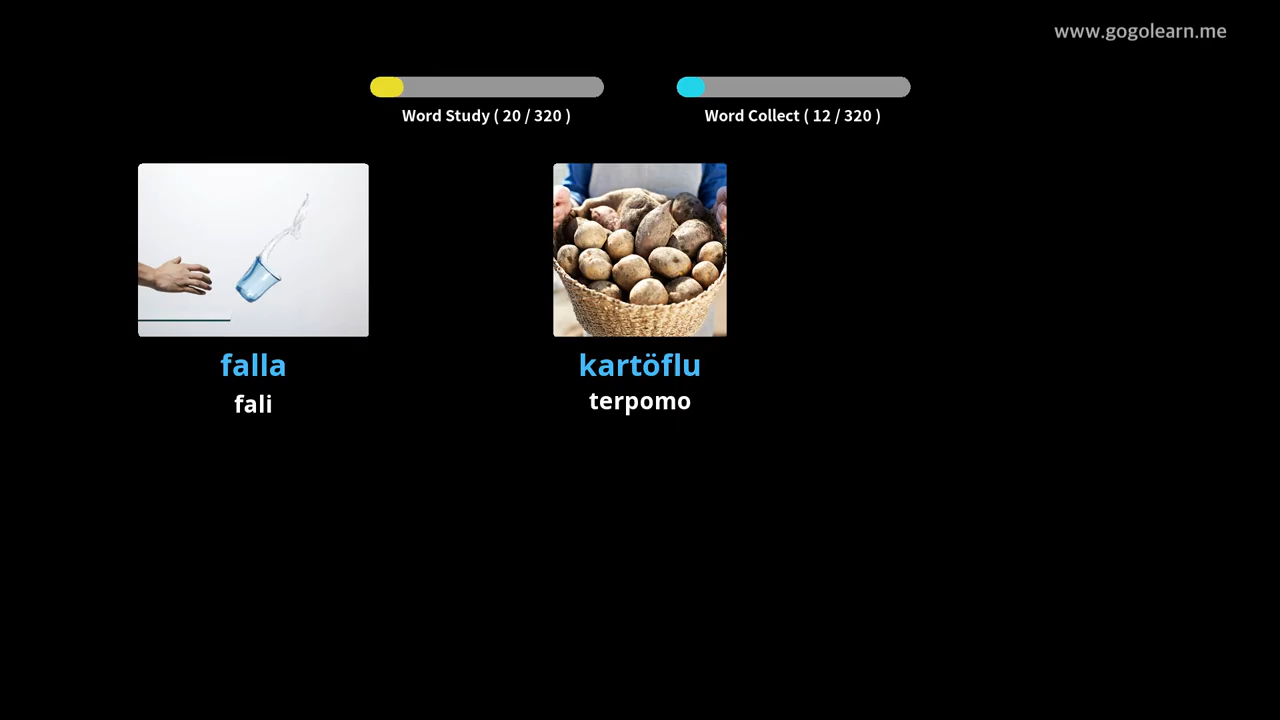 www.gogolearn.me
Word Study ( 20 / 320 )
Word Collect ( 12 / 320 )
falla
fali
kartöflu
terpomo